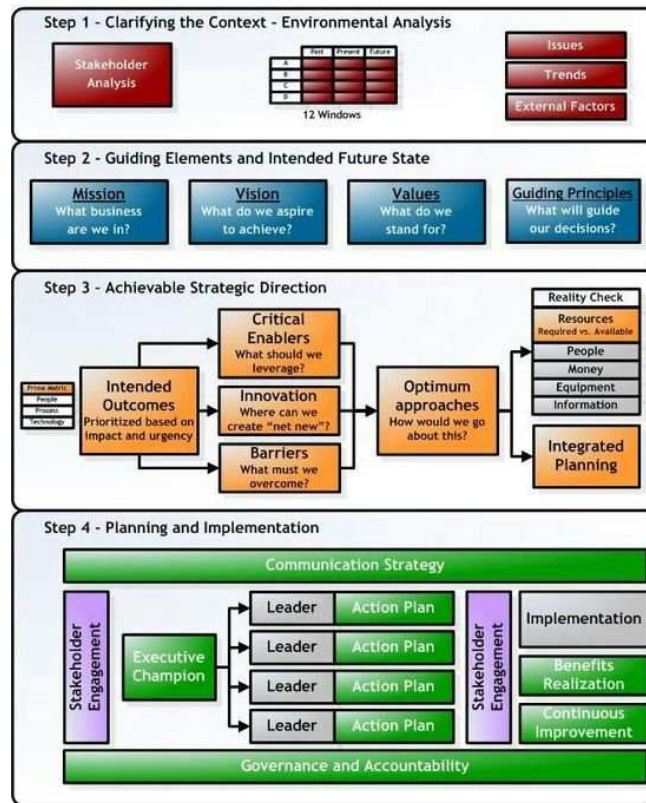 Step 1 - Clarifying the Context - Environmental Analysis
Stakeholder
Analysis
Past Present Future
A
B
C
D
12 Windows
Issues
Trends
External Factors
Step 2 - Guiding Elements and Intended Future State
Mission
What business
are we in?
Vision
What do we aspire
to achieve?
Values
What do we
stand for?
Guiding Principles
What will guide
our decisions?
Step 3 - Achievable Strategic Direction
Prime Metric
People
Process
Technology
Intended
Outcomes
Prioritized based on
impact and urgency
Critical
Enablers
What should we
leverage?
Innovation
Where can we
create "net new"?
Barriers
What must we
overcome?
Optimum
approaches
How would we go
about this?
Reality Check
Resources
Required vs. Available
People
Money
Equipment
Information
Integrated
Planning
Step 4 - Planning and Implementation
Communication Strategy
Stakeholder
Engagement
Executive
Champion
Leader Action Plan
Leader Action Plan
Leader Action Plan
Leader Action Plan
Stakeholder
Engagement
Implementation
Benefits
Realization
Continuous
Improvement
Governance and Accountability